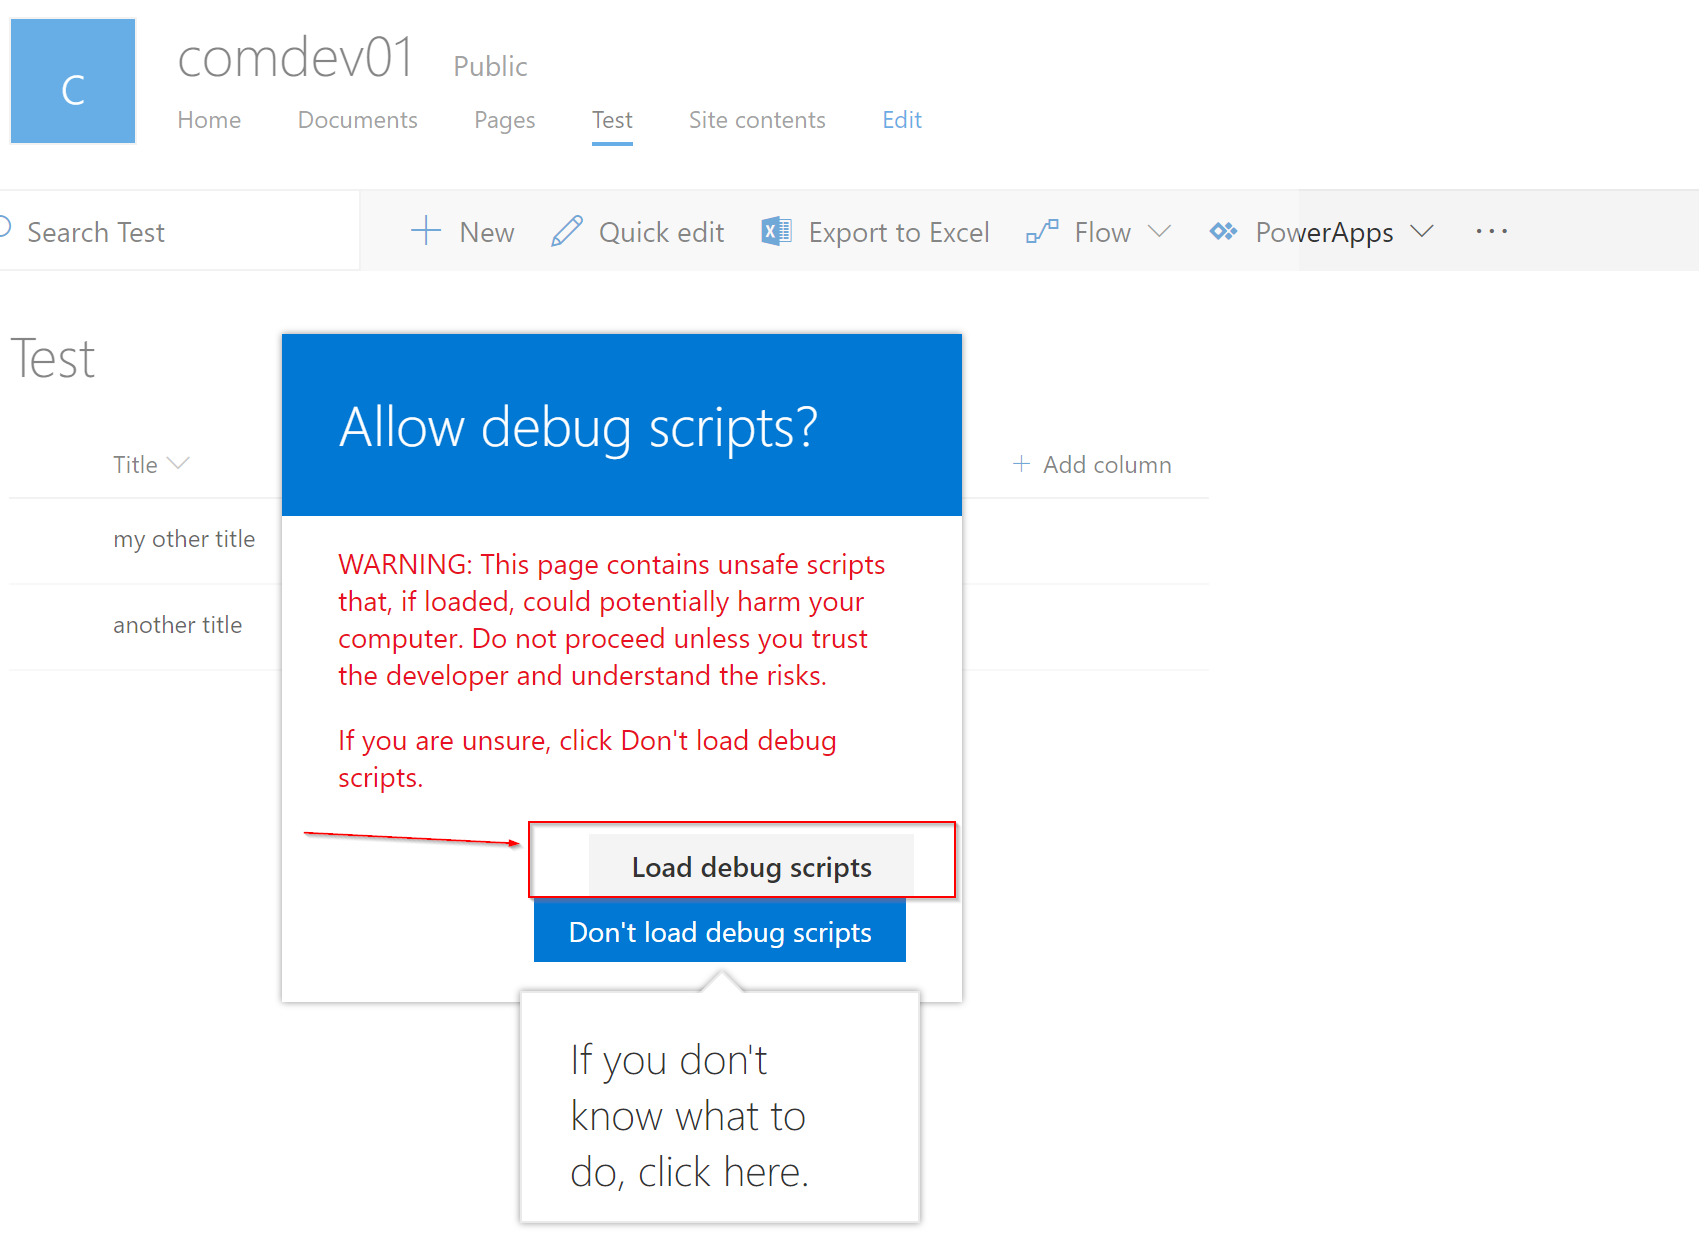 C
comdev01 Public
Home Documents Pages Test Site contents Edit
Search Test New Quick edit Export to Excel Flow PowerApps ...
Test
Allow debug scripts?
Title + Add column
my other title
another title
WARNING: This page contains unsafe scripts
that, if loaded, could potentially harm your
computer. Do not proceed unless you trust
the developer and understand the risks.
If you are unsure, click Don't load debug
scripts.
Load debug scripts
Don't load debug scripts
If you don't
know what to
do, click here.